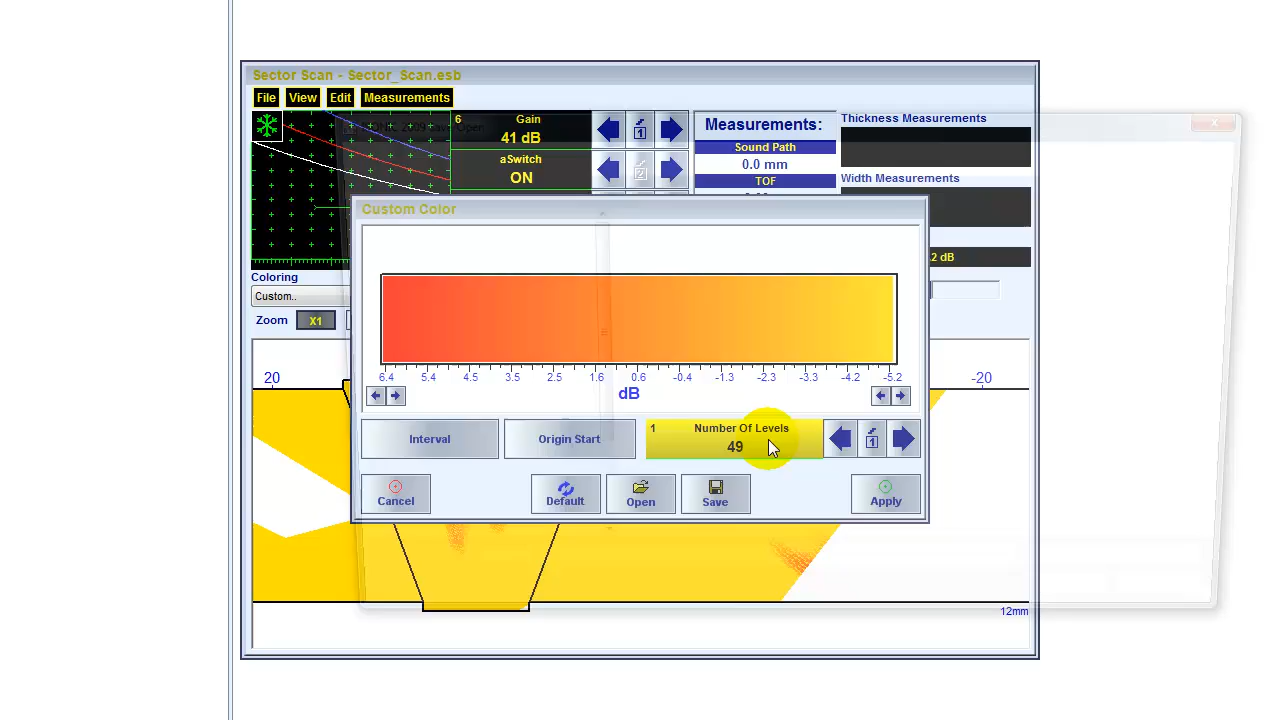 Sector Scan - Sector_Scan.esb
File View Edit Measurements
6 Gain
41 dB
1
aSwitch
ON
2
Measurements:
Sound Path
0.0 mm
TOF
Thickness Measurements
Width Measurements
.2 dB
Coloring
Custom..
Zoom X1
Custom Color
6.4 5.4 4.5 3.5 2.5 1.6 0.6 -0.4 -1.3 -2.3 -3.3 -4.2 -5.2
dB
Interval
Origin Start
1 Number Of Levels
49
1
Cancel
Default
Open
Save
Apply
20
-20
12mm